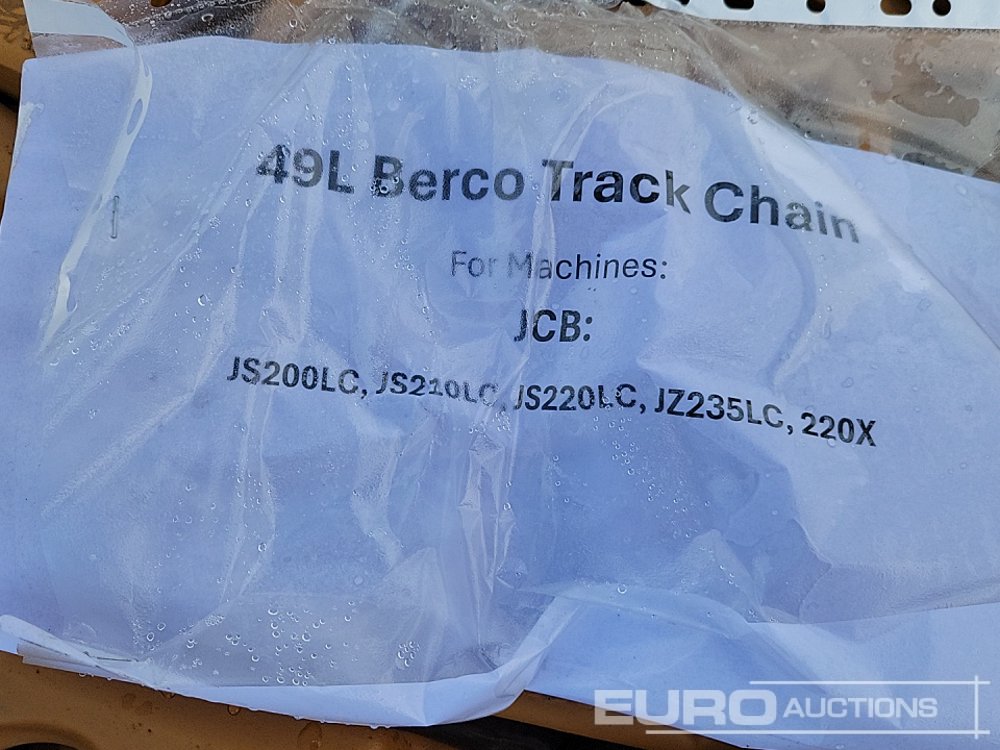 49L Berco Track Chain
For Machines:
JCB:
JS200LC, JS210LC, JS220LC, JZ235LC, 220X
EURO AUCTIONS